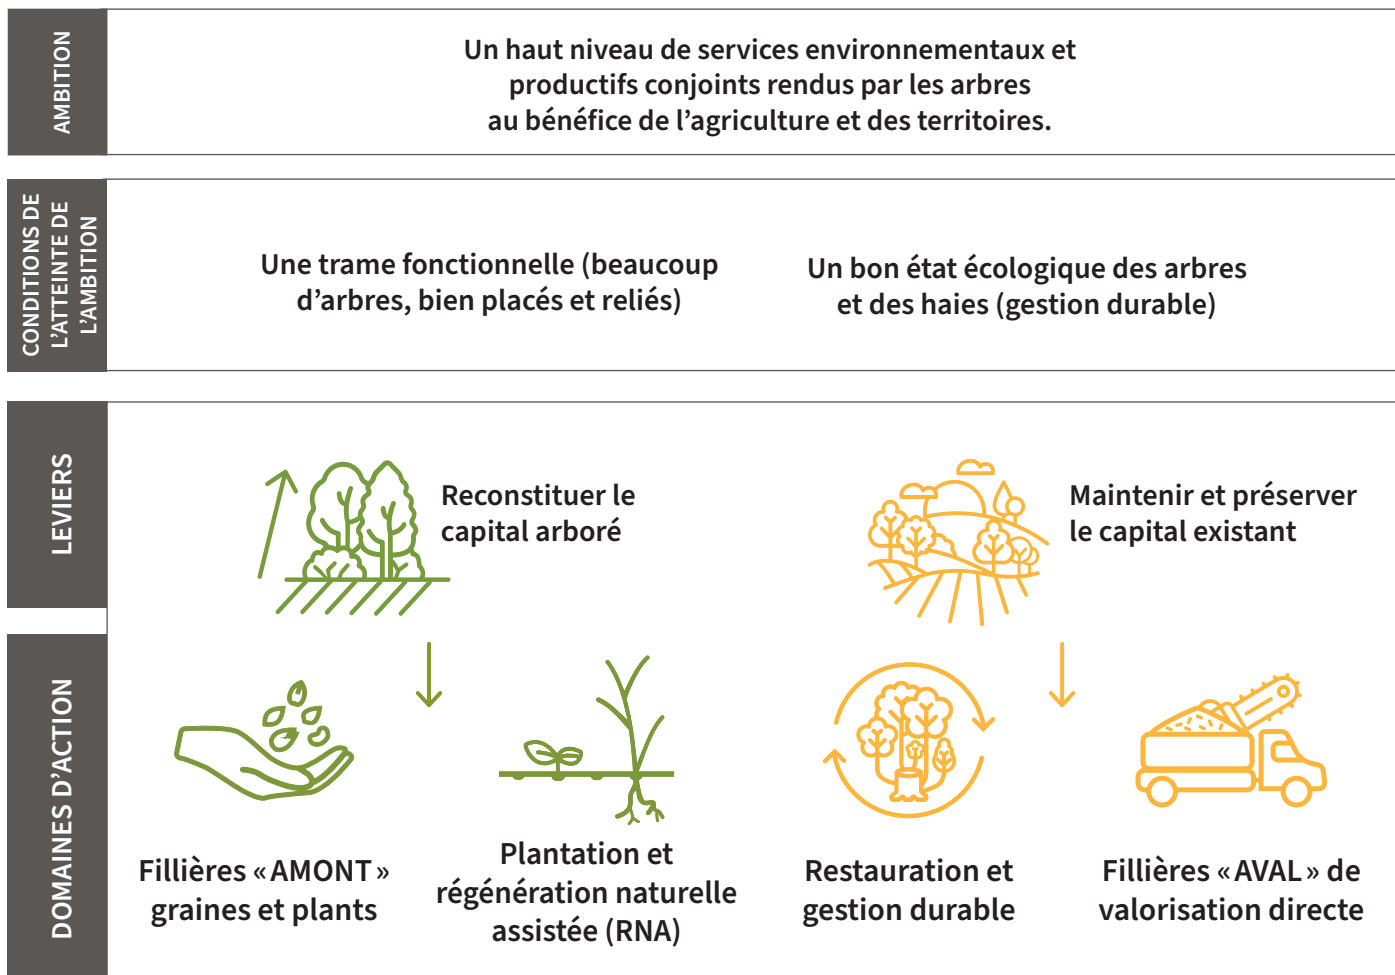 AMBITION
Un haut niveau de services environnementaux et
productifs conjoints rendus par les arbres
au bénéfice de l’agriculture et des territoires.
CONDITIONS DE
L’ATTEINTE DE
L’AMBITION
Une trame fonctionnelle (beaucoup
d’arbres, bien placés et reliés)
Un bon état écologique des arbres
et des haies (gestion durable)
LEVIERS
Reconstituer le
capital arboré
Maintenir et préserver
le capital existant
DOMAINES D’ACTION
Fillières « AMONT »
graines et plants
Plantation et
régénération naturelle
assistée (RNA)
Restauration et
gestion durable
Fillières « AVAL » de
valorisation directe